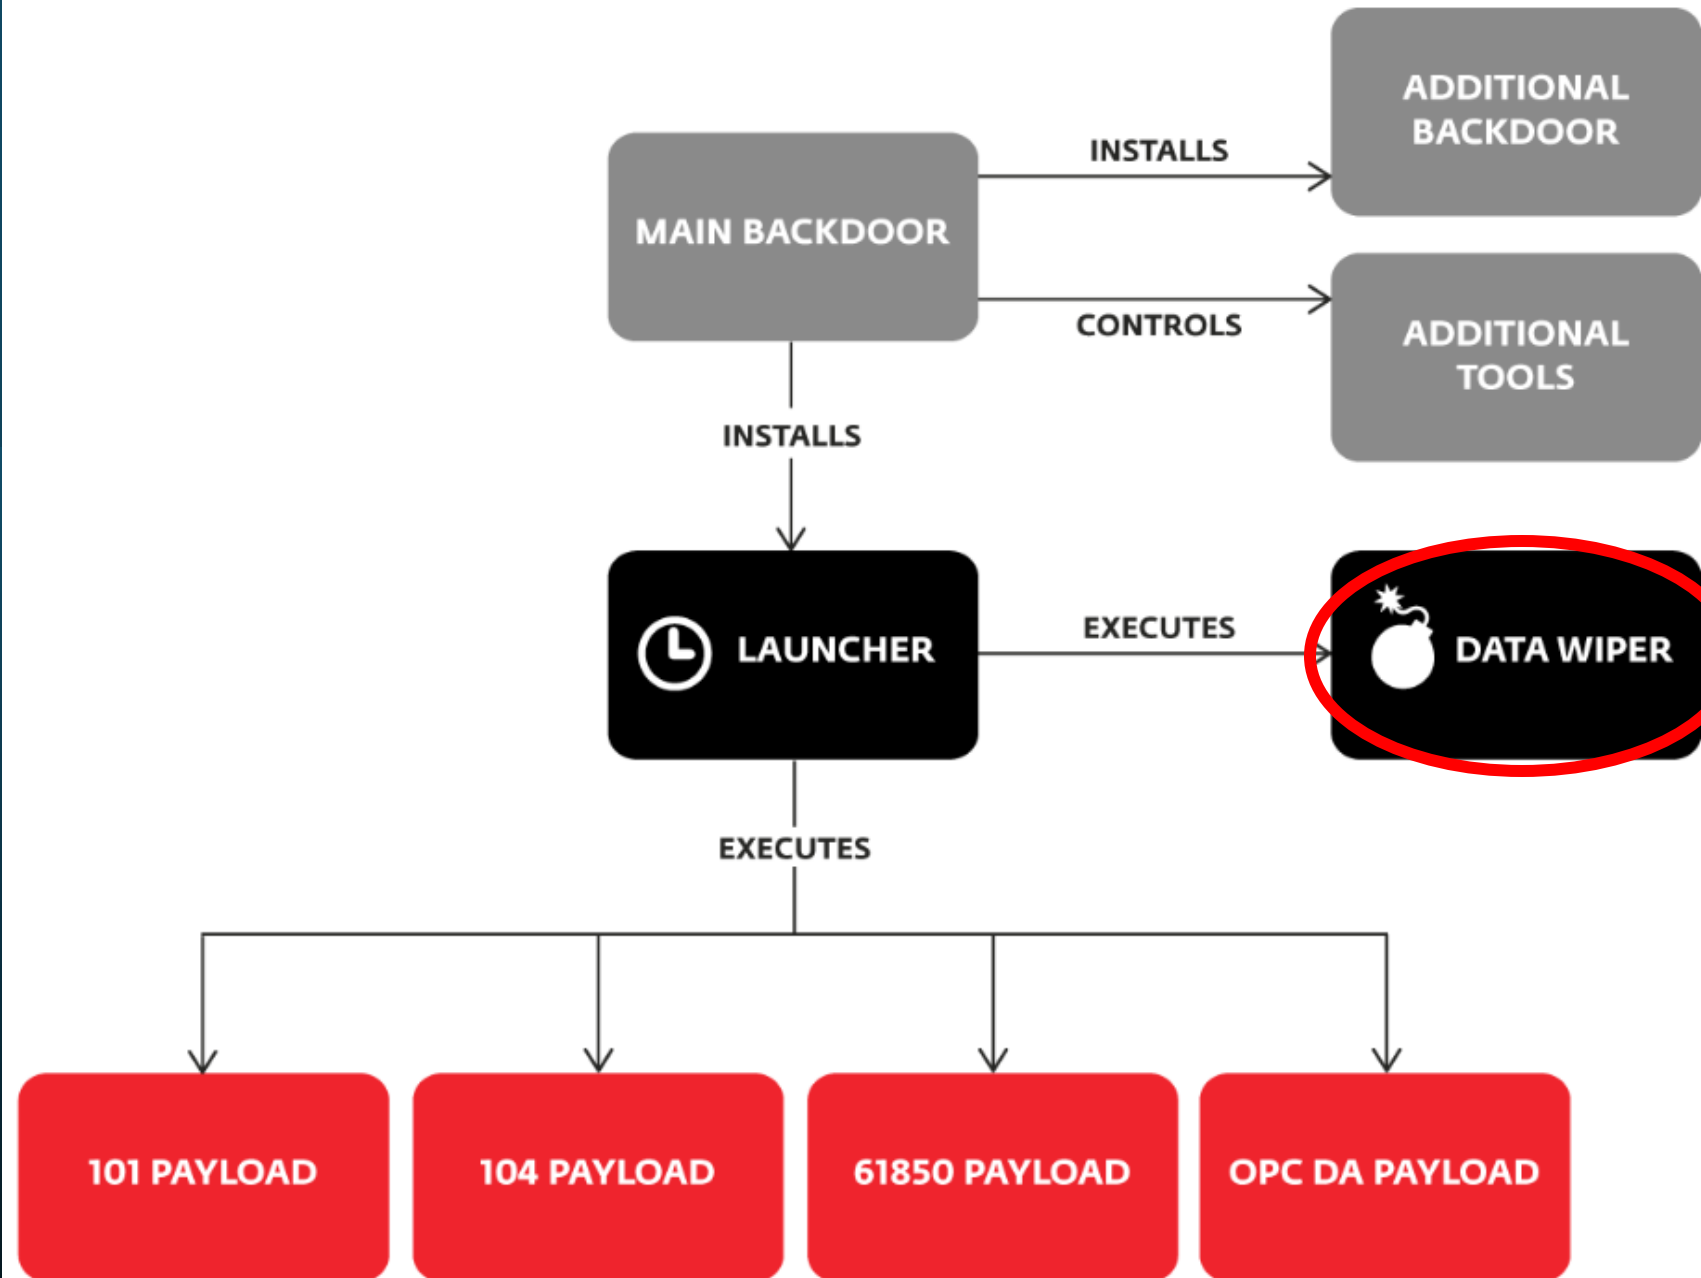 ADDITIONAL
BACKDOOR
INSTALLS
MAIN BACKDOOR
CONTROLS
ADDITIONAL
TOOLS
INSTALLS
LAUNCHER
EXECUTES
DATA WIPER
EXECUTES
101 PAYLOAD
104 PAYLOAD
61850 PAYLOAD
OPC DA PAYLOAD